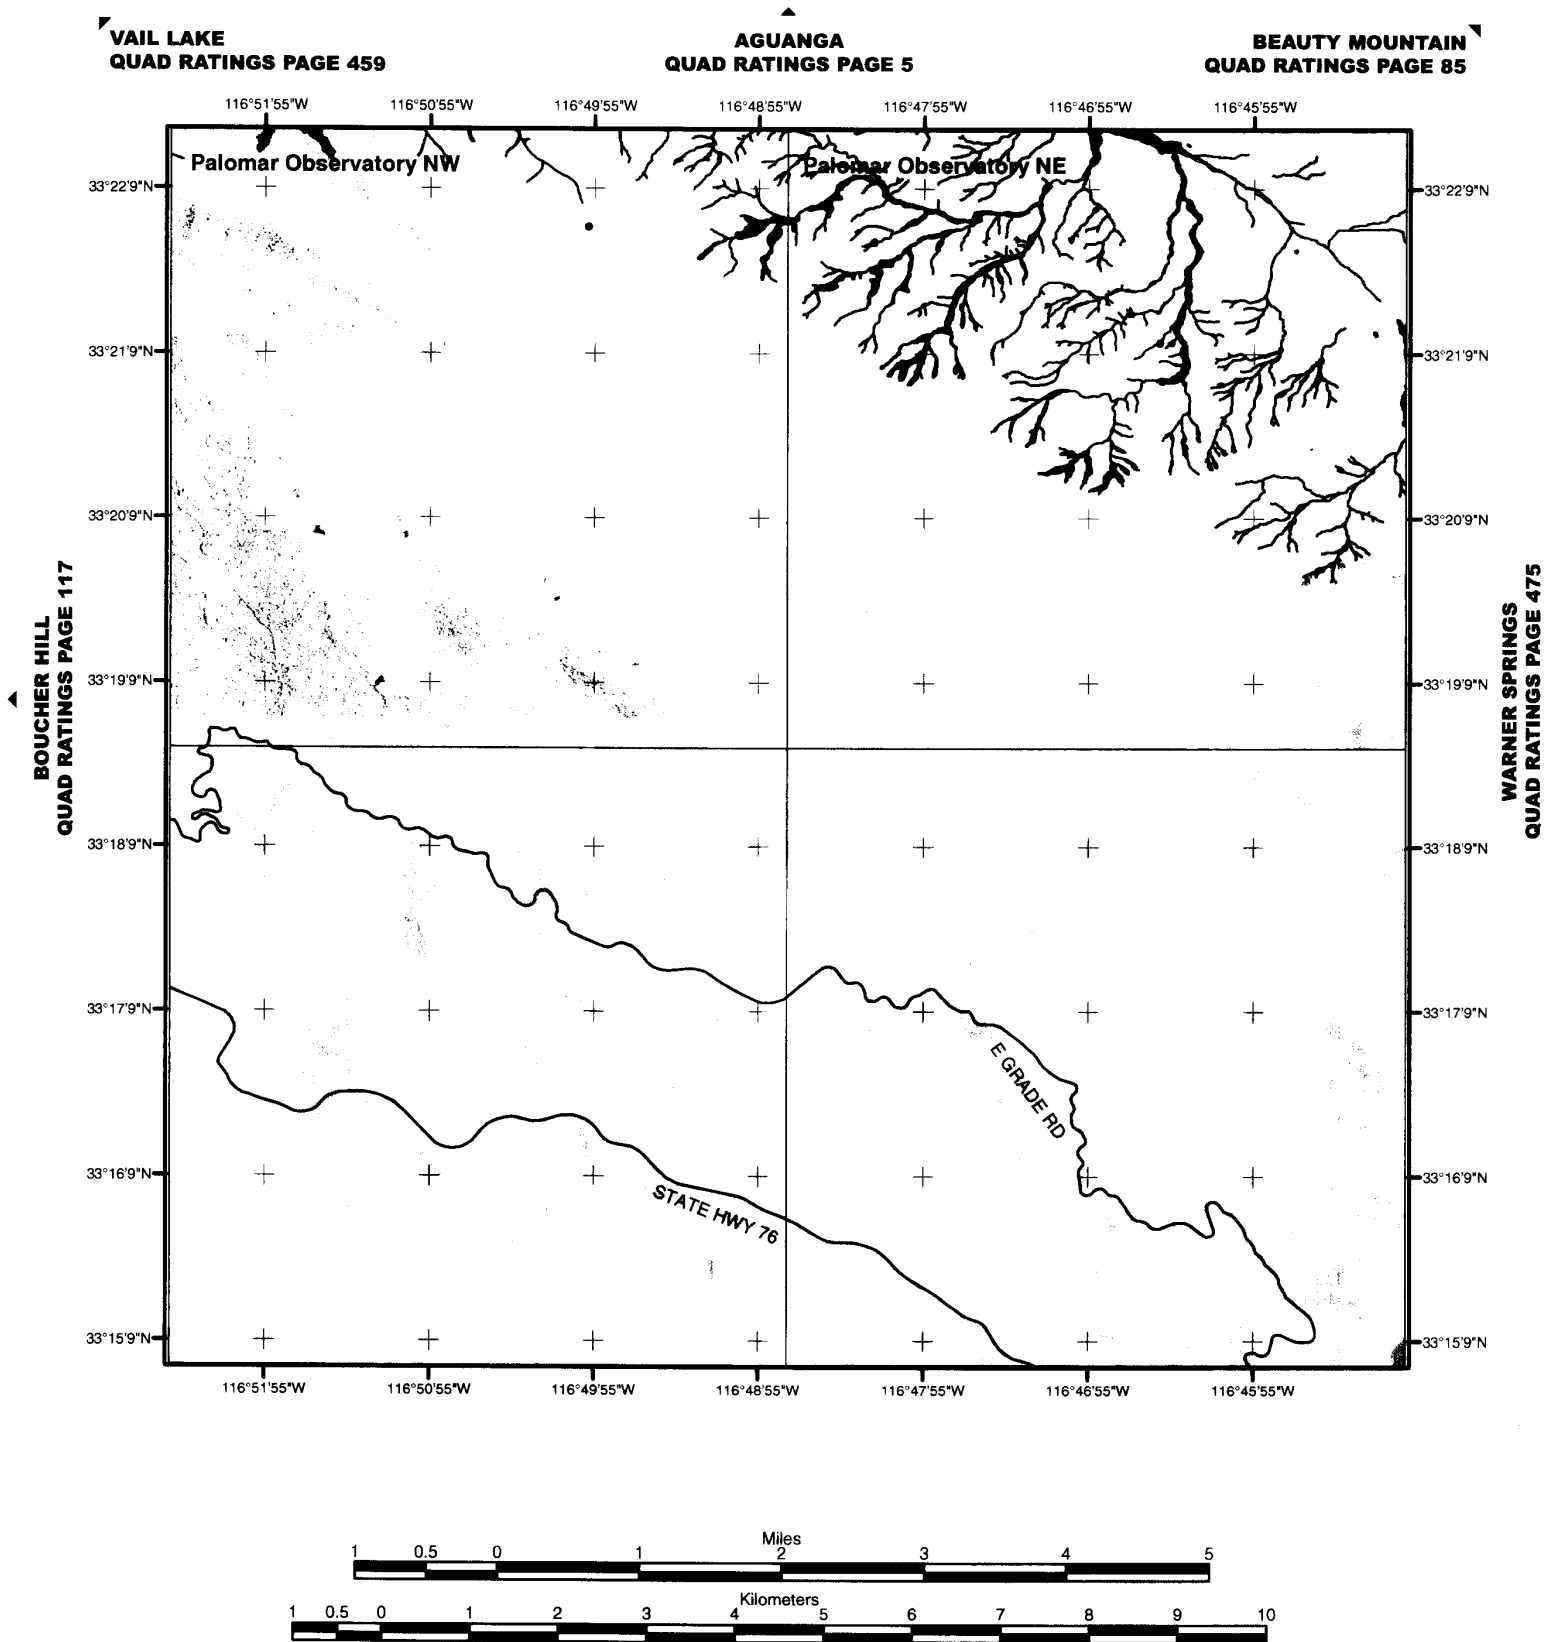 VAIL LAKE
QUAD RATINGS PAGE 459
AGUANGA
QUAD RATINGS PAGE 5
BEAUTY MOUNTAIN
QUAD RATINGS PAGE 85
116°51'55"W 116°50'55"W 116°49'55"W 116°48'55"W 116°47'55"W 116°46'55"W 116°45'55"W
Palomar Observatory NW
Palomar Observatory NE
33°22'9"N 33°22'9"N
33°21'9"N 33°21'9"N
33°20'9"N 33°20'9"N
BOUCHER HILL
QUAD RATINGS PAGE 117
WARNER SPRINGS
QUAD RATINGS PAGE 475
33°19'9"N 33°19'9"N
33°18'9"N 33°18'9"N
33°17'9"N 33°17'9"N
E GRADE RD
33°16'9"N 33°16'9"N
STATE HWY 76
33°15'9"N 33°15'9"N
116°51'55"W 116°50'55"W 116°49'55"W 116°48'55"W 116°47'55"W 116°46'55"W 116°45'55"W
Miles
1 0.5 0 1 2 3 4 5
Kilometers
1 0.5 0 1 2 3 4 5 6 7 8 9 10